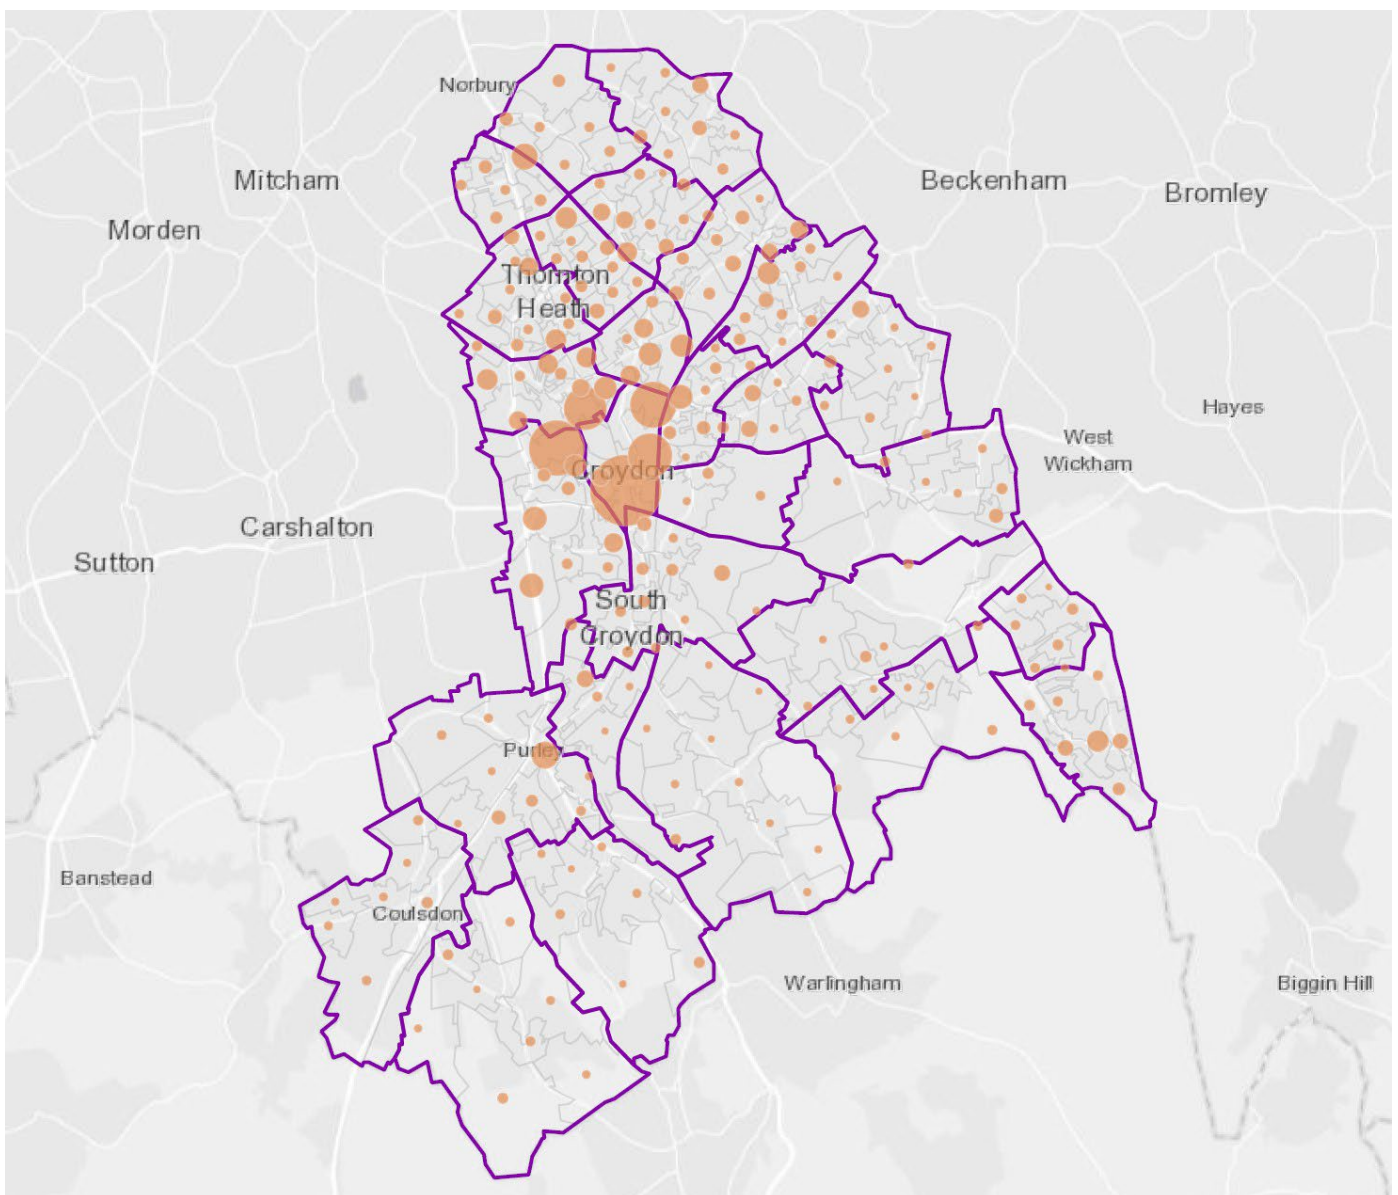 Norbury
Mitcham
Beckenham
Bromley
Morden
Thornton
Heath
Hayes
West
Wickham
Croydon
Carshalton
Sutton
South
Croydon
Purley
Banstead
Coulsdon
Warlingham
Biggin Hill